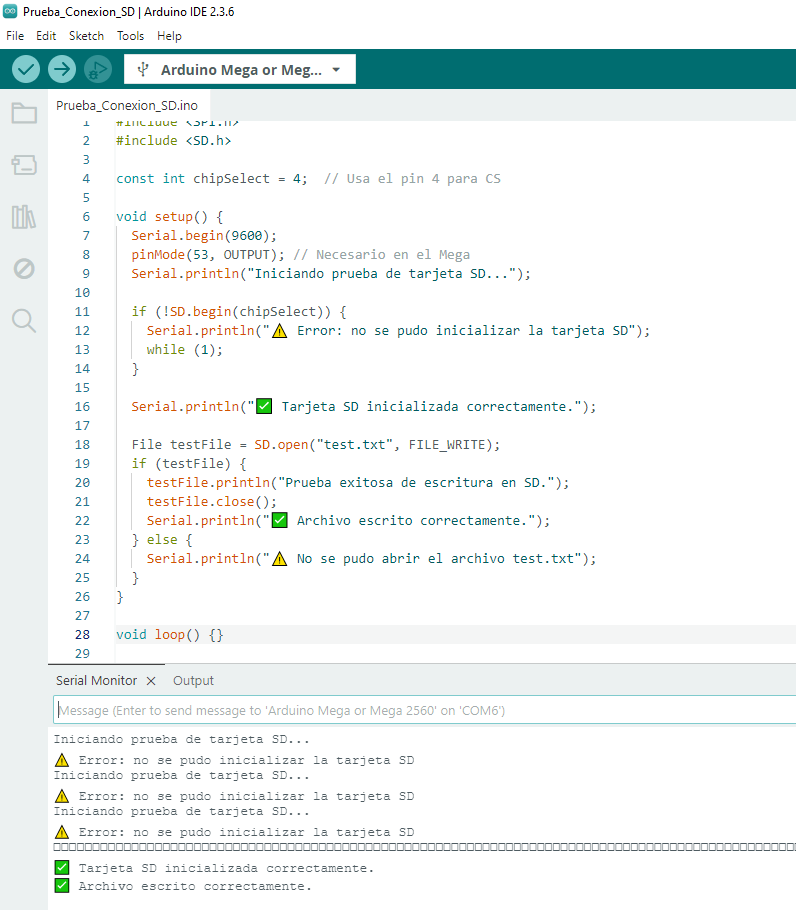 Prueba_Conexion_SD | Arduino IDE 2.3.6
File Edit Sketch Tools Help
Arduino Mega or Meg...
Prueba_Conexion_SD.ino
1 #include <SPI.h>
2 #include <SD.h>
3
4 const int chipSelect = 4;  // Usa el pin 4 para CS
5
6 void setup() {
7   Serial.begin(9600);
8   pinMode(53, OUTPUT); // Necesario en el Mega
9   Serial.println("Iniciando prueba de tarjeta SD...");
10
11   if (!SD.begin(chipSelect)) {
12     Serial.println("⚠️ Error: no se pudo inicializar la tarjeta SD");
13     while (1);
14   }
15
16   Serial.println("✅ Tarjeta SD inicializada correctamente.");
17
18   File testFile = SD.open("test.txt", FILE_WRITE);
19   if (testFile) {
20     testFile.println("Prueba exitosa de escritura en SD.");
21     testFile.close();
22     Serial.println("✅ Archivo escrito correctamente.");
23   } else {
24     Serial.println("⚠️ No se pudo abrir el archivo test.txt");
25   }
26 }
27
28 void loop() {}
29
Serial Monitor × Output
Message (Enter to send message to 'Arduino Mega or Mega 2560' on 'COM6')
Iniciando prueba de tarjeta SD...
⚠️ Error: no se pudo inicializar la tarjeta SD
Iniciando prueba de tarjeta SD...
⚠️ Error: no se pudo inicializar la tarjeta SD
Iniciando prueba de tarjeta SD...
⚠️ Error: no se pudo inicializar la tarjeta SD
✅ Tarjeta SD inicializada correctamente.
✅ Archivo escrito correctamente.